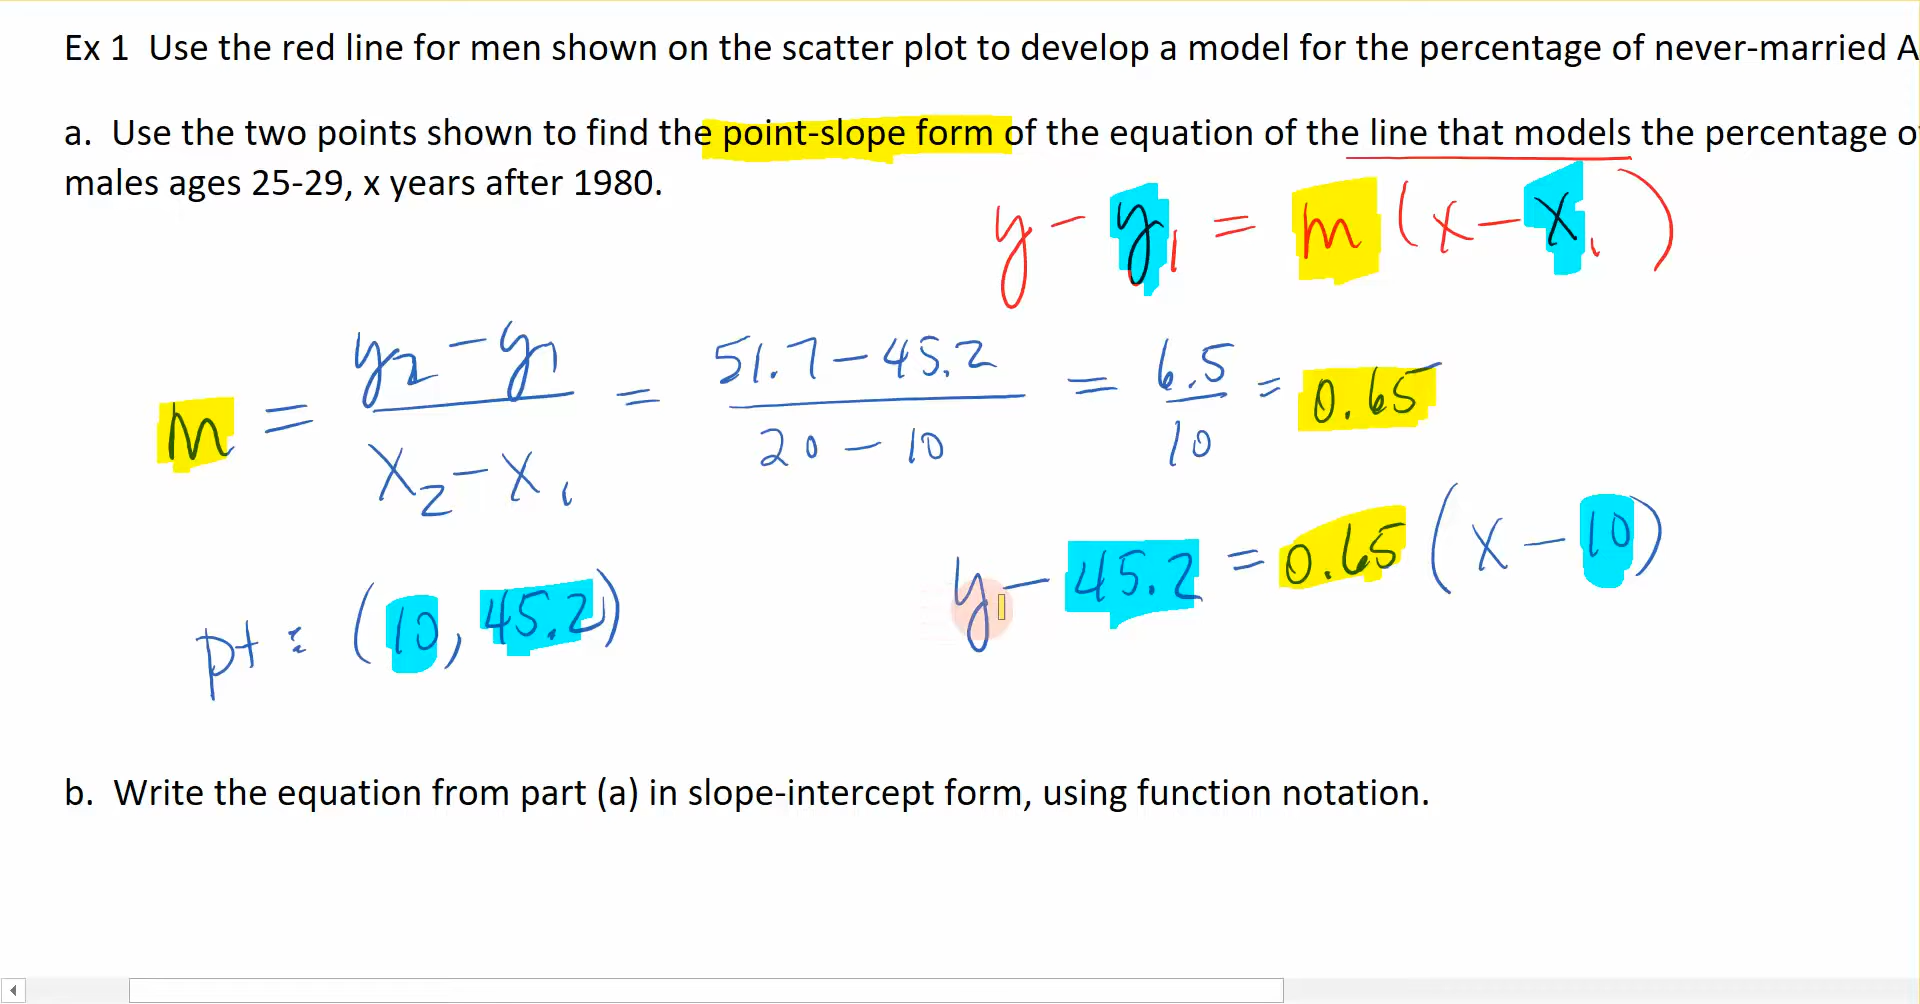 Ex 1 Use the red line for men shown on the scatter plot to develop a model for the percentage of never-married A
a. Use the two points shown to find the point-slope form of the equation of the line that models the percentage o
males ages 25-29, x years after 1980.
y - y₁ = m (x - x₁)
m = (y₂ - y₁)/(x₂ - x₁) = (51.7 - 45.2)/(20 - 10) = 6.5/10 = 0.65
y - 45.2 = 0.65 (x - 10)
pt : (10, 45.2)
b. Write the equation from part (a) in slope-intercept form, using function notation.